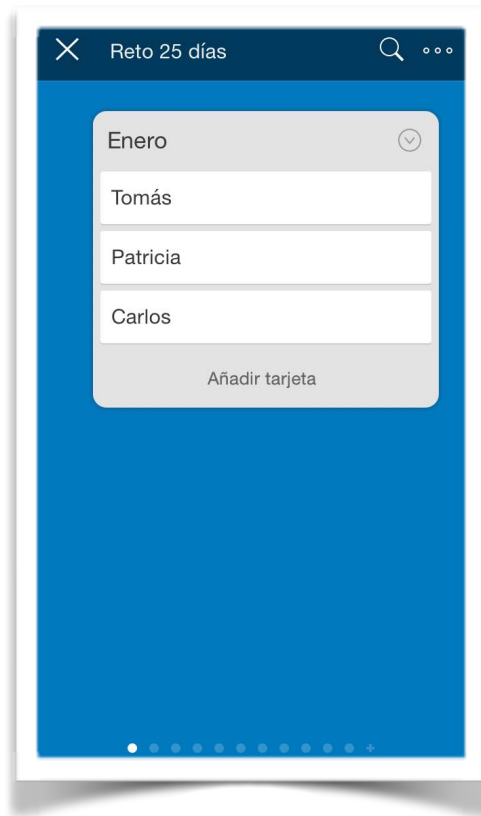 Reto 25 días
Enero
Tomás
Patricia
Carlos
Añadir tarjeta